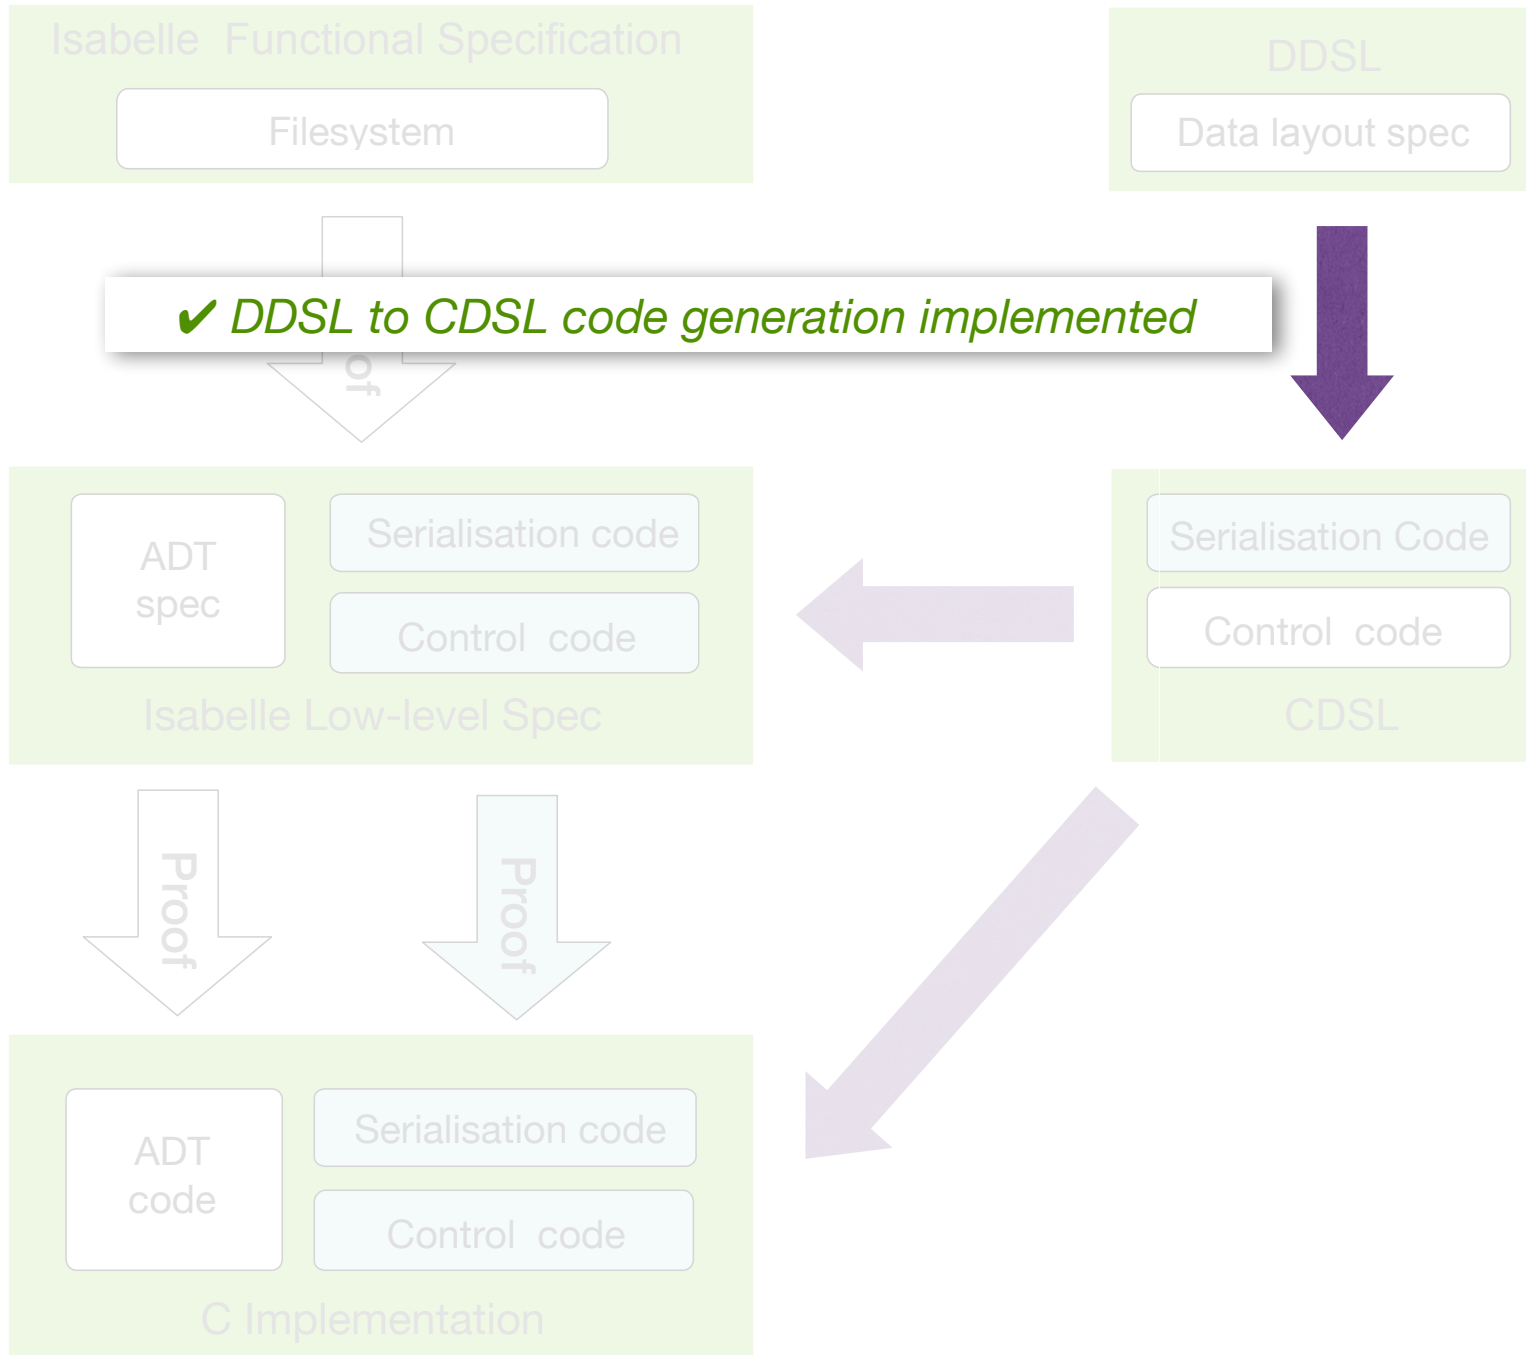 Isabelle  Functional Specification
Filesystem
DDSL
Data layout spec
✔ DDSL to CDSL code generation implemented
of
ADT
spec
Serialisation code
Control  code
Isabelle Low-level Spec
Serialisation Code
Control  code
CDSL
Proof
Proof
ADT
code
Serialisation code
Control  code
C Implementation